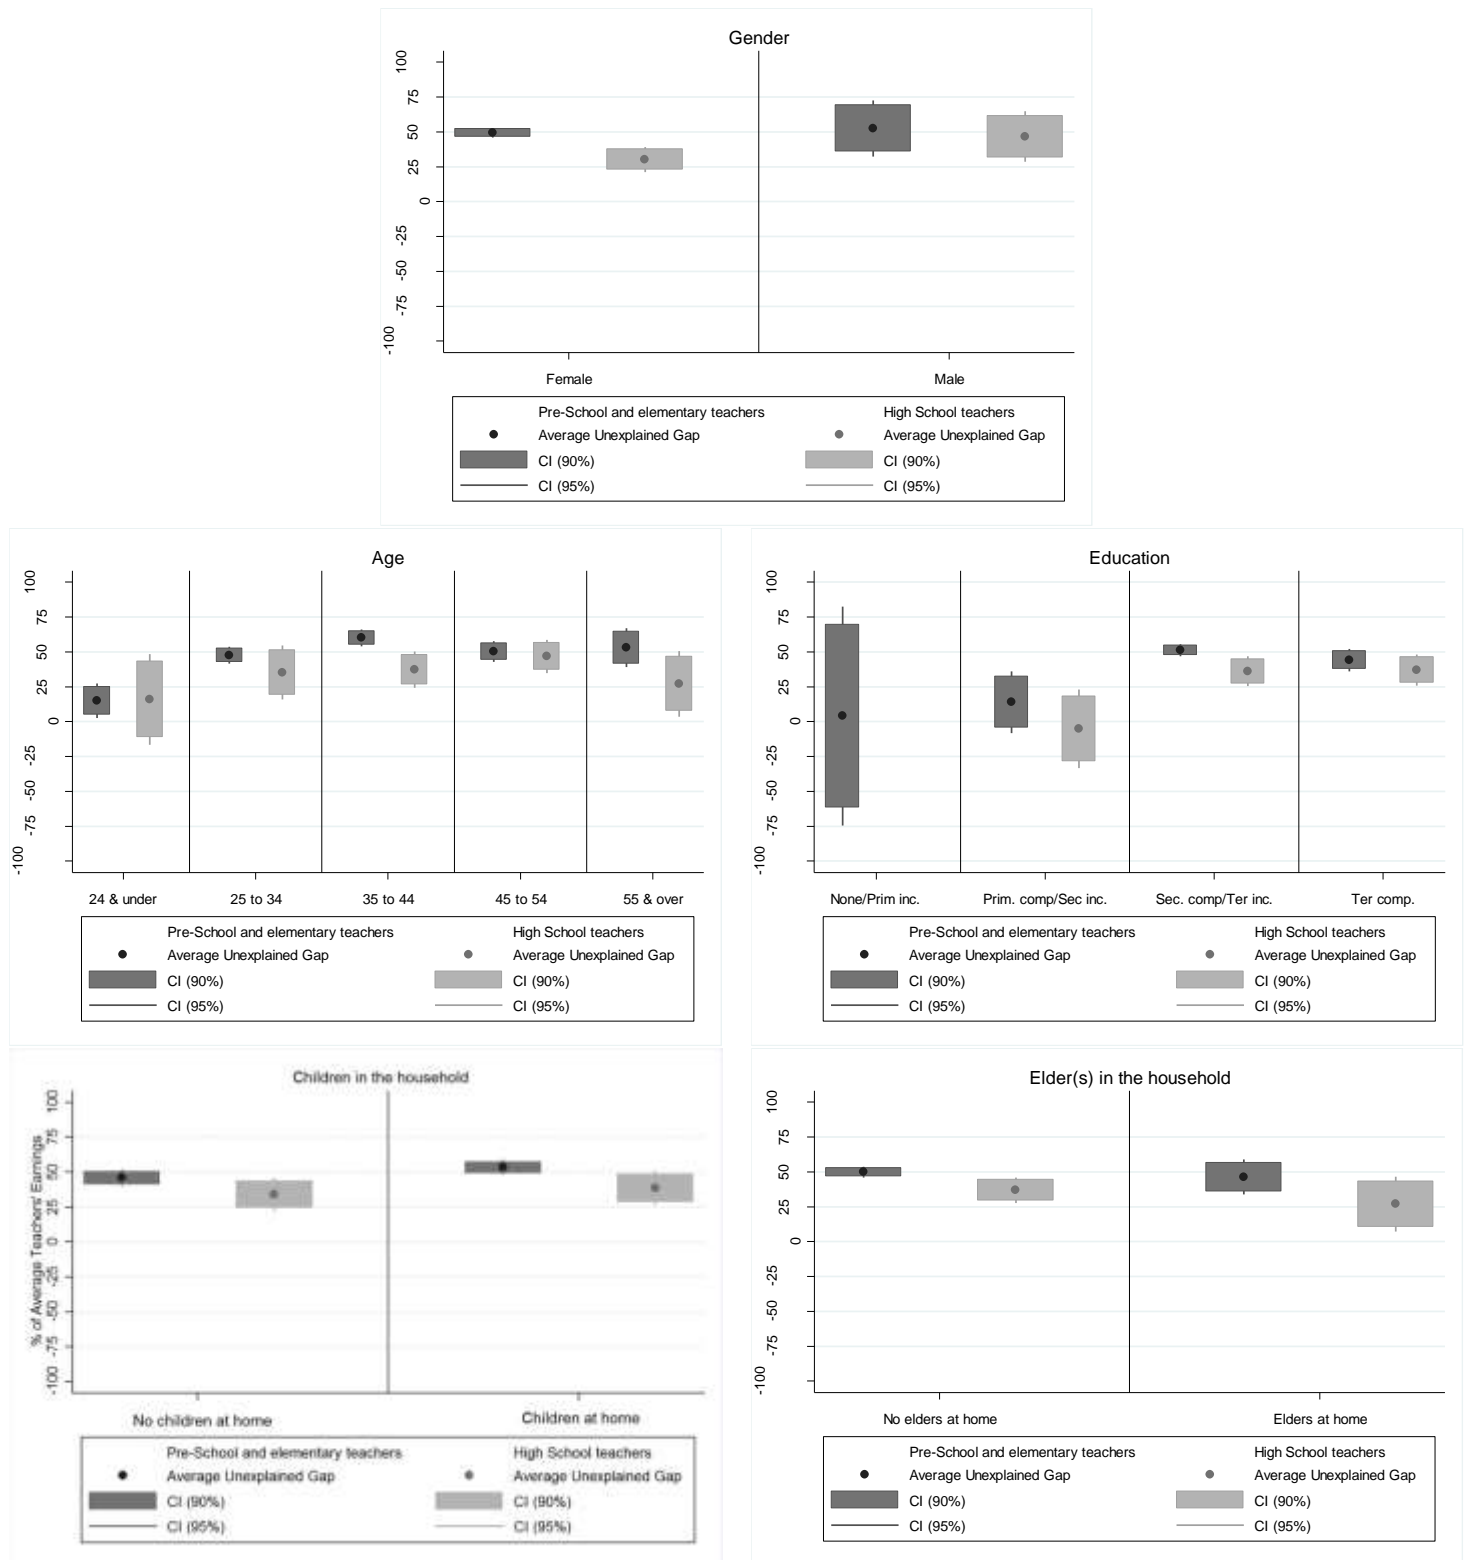 Gender
100
75
50
25
0
-25
-50
-75
-100
Female Male
Pre-School and elementary teachers High School teachers
Average Unexplained Gap Average Unexplained Gap
CI (90%) CI (90%)
CI (95%) CI (95%)
Age
100
75
50
25
0
-25
-50
-75
-100
24 & under 25 to 34 35 to 44 45 to 54 55 & over
Pre-School and elementary teachers High School teachers
Average Unexplained Gap Average Unexplained Gap
CI (90%) CI (90%)
CI (95%) CI (95%)
Education
100
75
50
25
0
-25
-50
-75
-100
None/Prim inc. Prim. comp/Sec inc. Sec. comp/Ter inc. Ter comp.
Pre-School and elementary teachers High School teachers
Average Unexplained Gap Average Unexplained Gap
CI (90%) CI (90%)
CI (95%) CI (95%)
Children in the household
% of Average Teachers' Earnings
100
75
50
25
0
-25
-50
-75
-100
No children at home Children at home
Pre-School and elementary teachers High School teachers
Average Unexplained Gap Average Unexplained Gap
CI (90%) CI (90%)
CI (95%) CI (95%)
Elder(s) in the household
100
75
50
25
0
-25
-50
-75
-100
No elders at home Elders at home
Pre-School and elementary teachers High School teachers
Average Unexplained Gap Average Unexplained Gap
CI (90%) CI (90%)
CI (95%) CI (95%)